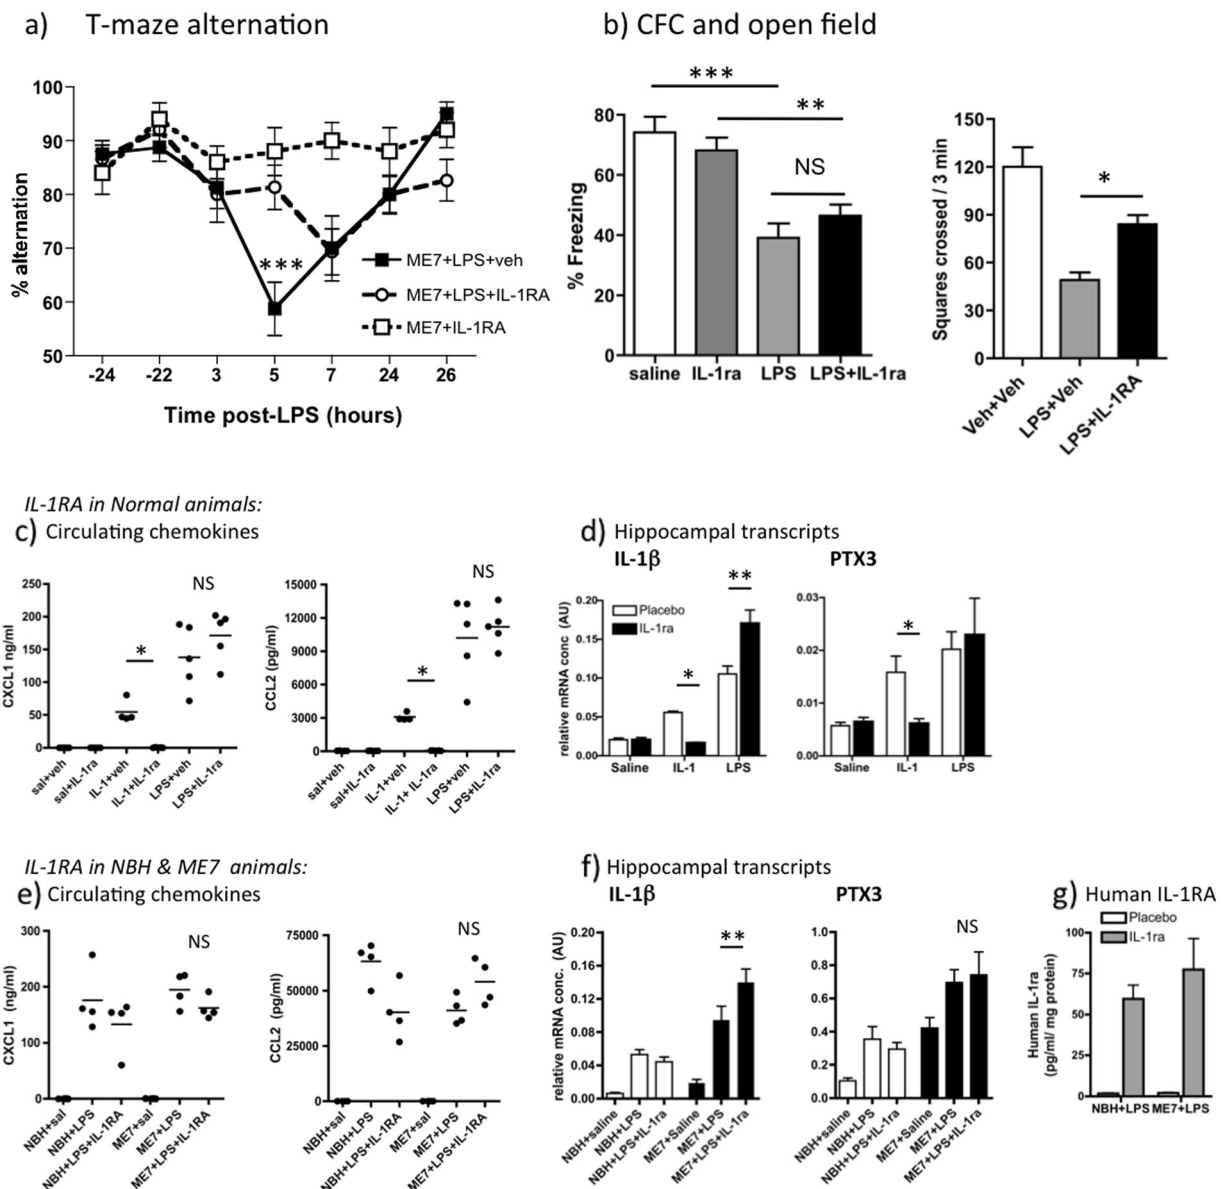 a) T-maze alternation
100
90
80
70
60
50
% alternation
***
ME7+LPS+veh
ME7+LPS+IL-1RA
ME7+IL-1RA
-24 -22 3 5 7 24 26
Time post-LPS (hours)
b) CFC and open field
80
60
40
20
0
% Freezing
***
**
NS
saline IL-1ra LPS LPS+IL-1ra
150
120
90
60
30
0
Squares crossed / 3 min
*
Veh+Veh
LPS+Veh
LPS+IL-1RA
IL-1RA in Normal animals:
c) Circulating chemokines
250
200
150
100
50
0
CXCL1 ng/ml
*
NS
sal+veh
sal+IL-1ra
IL-1+veh
IL-1+IL-1ra
LPS+veh
LPS+IL-1ra
15000
12000
9000
6000
3000
0
CCL2 (pg/ml)
*
NS
sal+veh
sal+IL-1ra
IL-1+veh
IL-1+ IL-1ra
LPS+veh
LPS+IL-1ra
d) Hippocampal transcripts
IL-1β
0.20
0.15
0.10
0.05
0.00
relative mRNA conc (AU)
Placebo
IL-1ra
*
**
Saline IL-1 LPS
PTX3
0.03
0.02
0.01
0.00
*
Saline IL-1 LPS
IL-1RA in NBH & ME7 animals:
e) Circulating chemokines
300
200
100
0
CXCL1 (ng/ml)
NS
NBH+sal
NBH+LPS
NBH+LPS+IL-1RA
ME7+sal
ME7+LPS
ME7+LPS+IL-1RA
75000
50000
25000
0
CCL2 (pg/ml)
NS
NBH+sal
NBH+LPS
NBH+LPS+IL-1RA
ME7+sal
ME7+LPS
ME7+LPS+IL-1RA
f) Hippocampal transcripts
IL-1β
0.20
0.16
0.12
0.08
0.04
0.00
relative mRNA conc. (AU)
**
NBH+saline
NBH+LPS
NBH+LPS+IL-1ra
ME7+Saline
ME7+LPS
ME7+LPS+IL-1ra
PTX3
1.0
0.8
0.6
0.4
0.2
0.0
NS
NBH+saline
NBH+LPS
NBH+LPS+IL-1ra
ME7+Saline
ME7+LPS
ME7+LPS+IL-1ra
g) Human IL-1RA
Placebo
IL-1ra
100
75
50
25
0
Human IL-1ra
(pg/ml/ mg protein)
NBH+LPS ME7+LPS